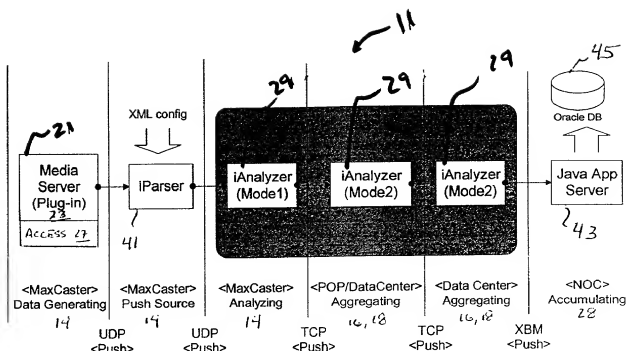 11
29 29 29 45
21 XML config Oracle DB
Media Server (Plug-in) 23
ACCESS 27
iParser
41
iAnalyzer (Mode1)
iAnalyzer (Mode2)
iAnalyzer (Mode2)
Java App Server
43
<MaxCaster> Data Generating 14
<MaxCaster> Push Source 14
<MaxCaster> Analyzing 14
<POP/DataCenter> Aggregating 16,18
<Data Center> Aggregating 16,18
<NOC> Accumulating 28
UDP <Push>
UDP <Push>
TCP <Push>
TCP <Push>
XBM <Push>